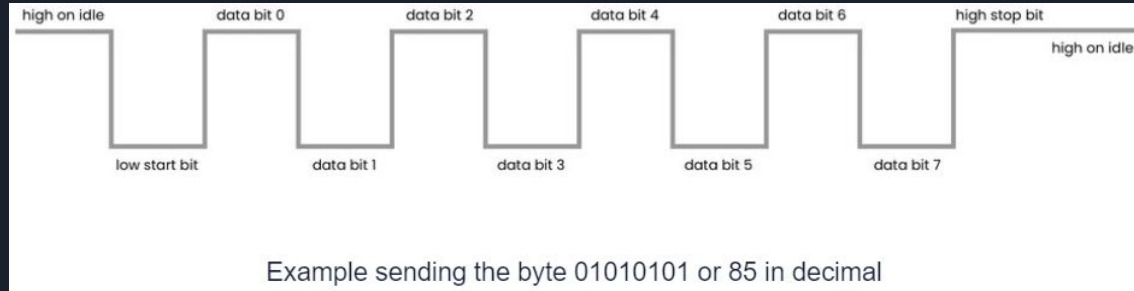 high on idle data bit 0 data bit 2 data bit 4 data bit 6 high stop bit
high on idle
low start bit data bit 1 data bit 3 data bit 5 data bit 7
Example sending the byte 01010101 or 85 in decimal